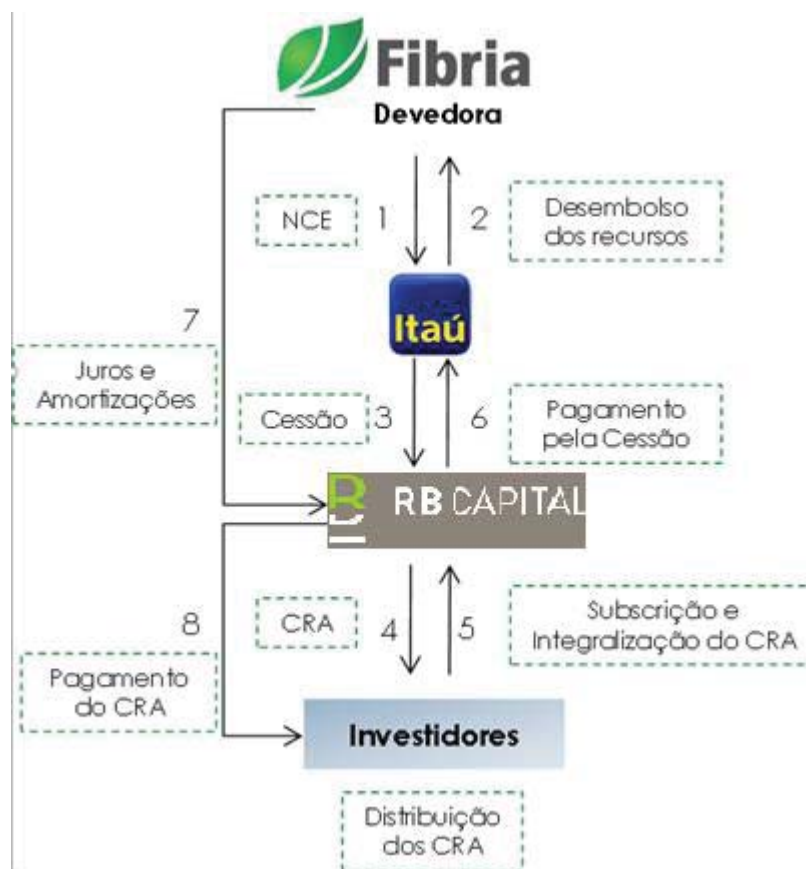 Fibria
Devedora
NCE
1
2
Desembolso
dos recursos
Itaú
7
Juros e
Amortizações
Cessão
3
6
Pagamento
pela Cessão
RB CAPITAL
8
CRA
4
5
Subscrição e
Integralização do CRA
Pagamento
do CRA
Investidores
Distribuição
dos CRA